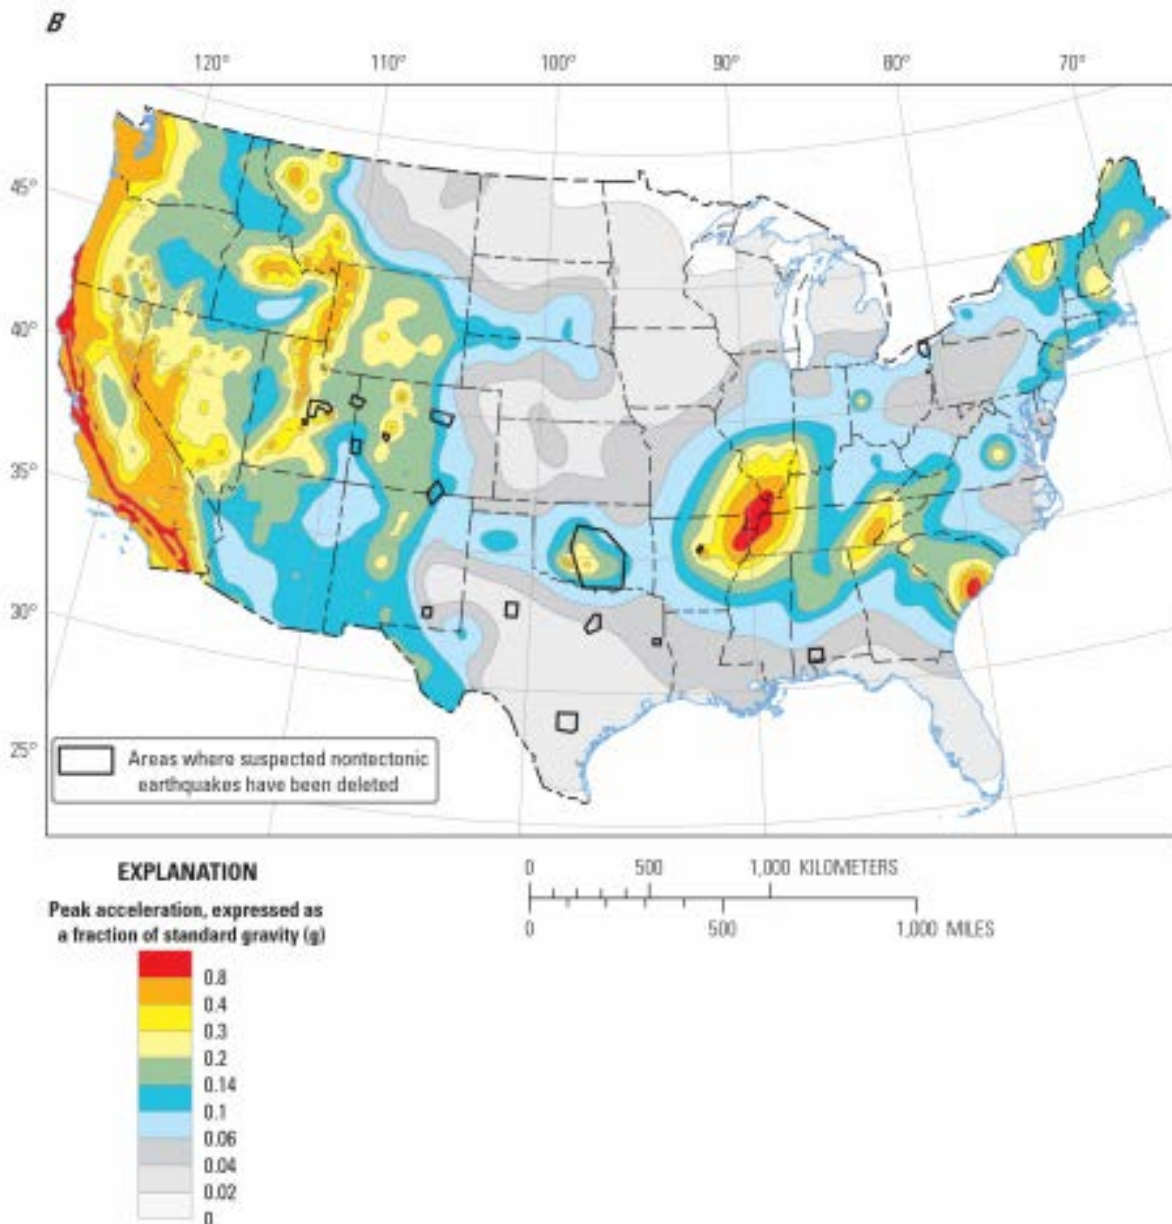 B
120°
110°
100°
90°
80°
70°
45°
40°
35°
30°
25°
Areas where suspected nontectonic
earthquakes have been deleted
EXPLANATION
Peak acceleration, expressed as
a fraction of standard gravity (g)
0.8
0.4
0.3
0.2
0.14
0.1
0.06
0.04
0.02
0
0 500 1,000 KILOMETERS
0 500 1,000 MILES